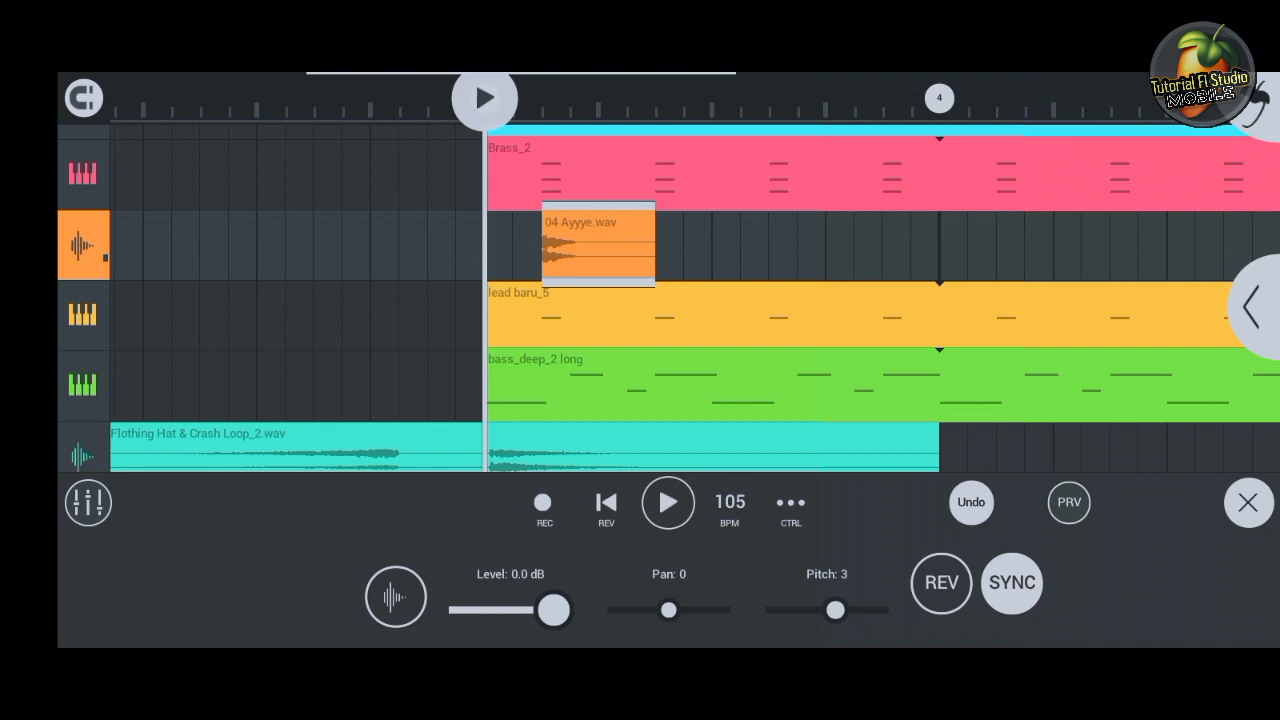 4
Tutorial Fl Studio
MOBILE
Brass_2
04 Ayyye.wav
lead baru_5
bass_deep_2 long
Flothing Hat & Crash Loop_2.wav
REC
REV
105
BPM
CTRL
Undo
PRV
Level: 0.0 dB
Pan: 0
Pitch: 3
REV
SYNC